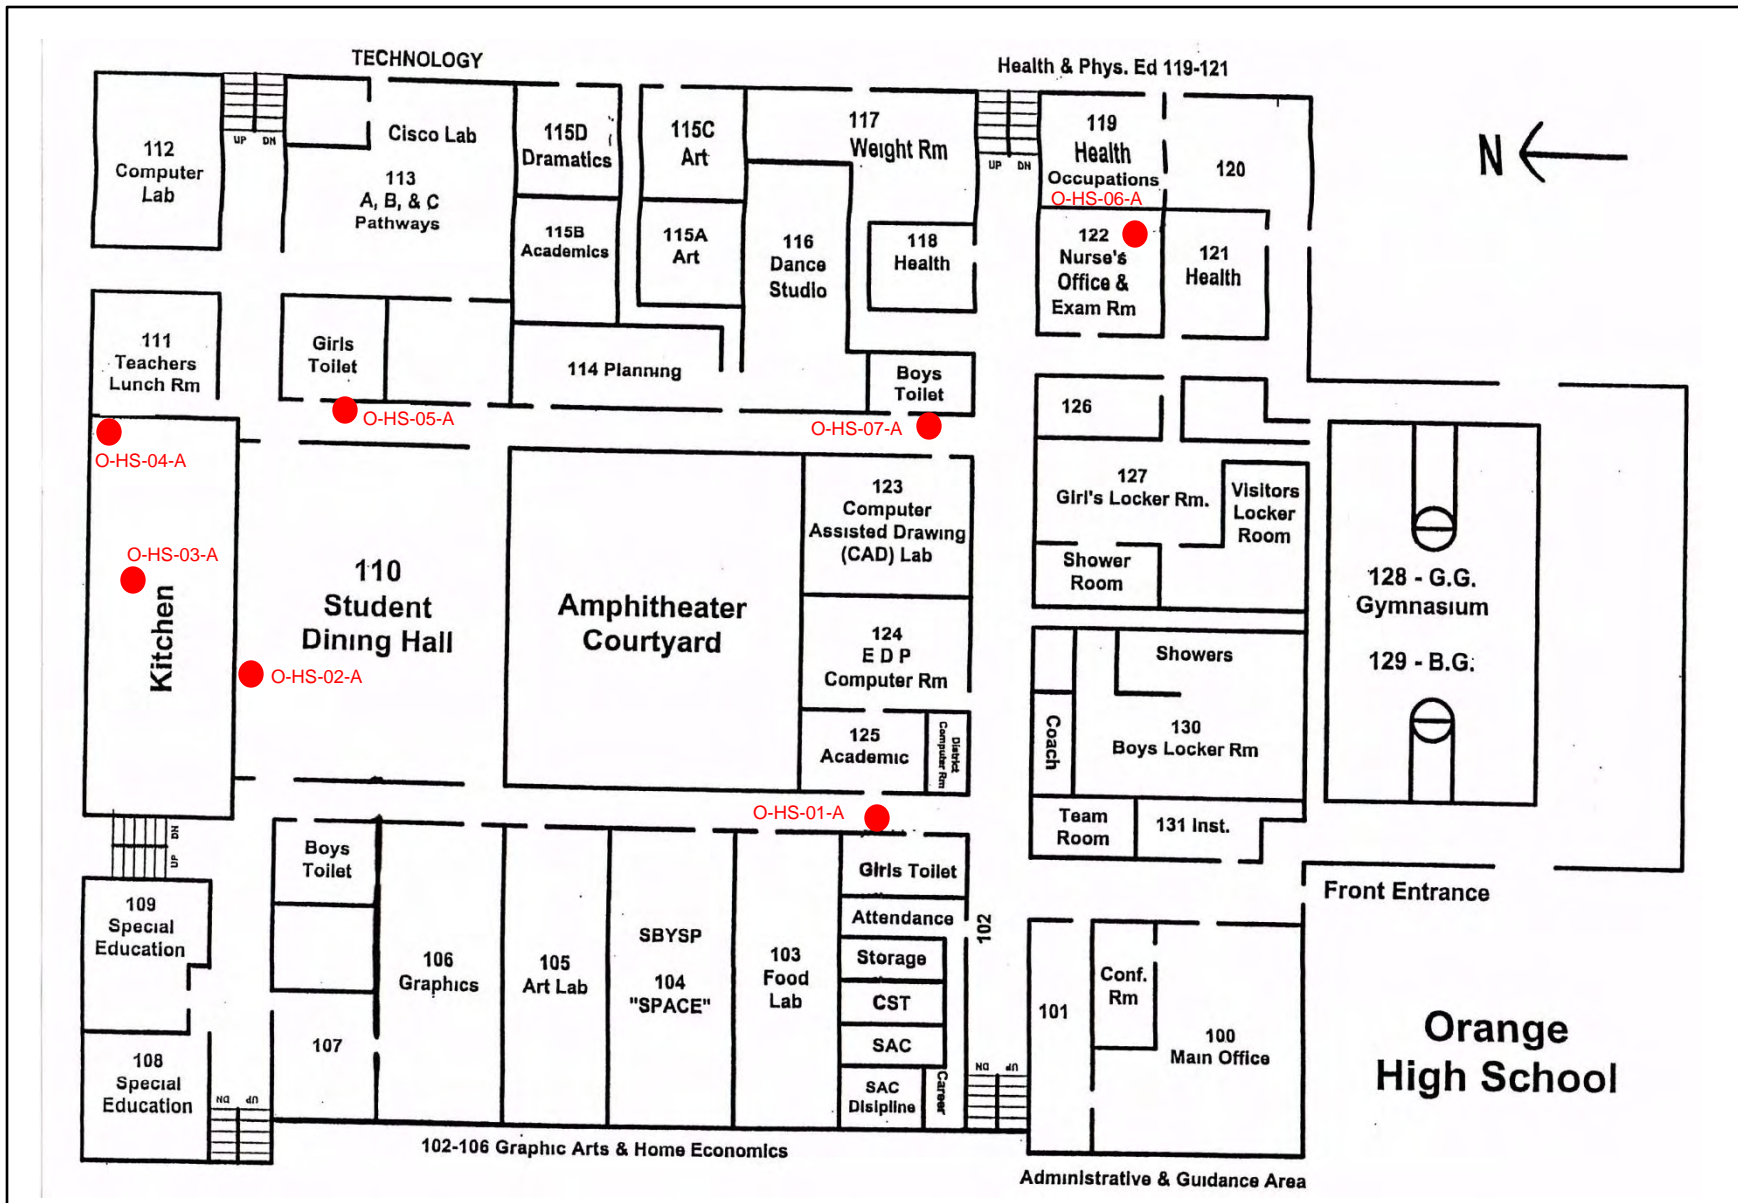 TECHNOLOGY
Health & Phys. Ed 119-121
N
112
Computer
Lab
UP DN
Cisco Lab
113
A, B, & C
Pathways
115D
Dramatics
115B
Academics
115C
Art
115A
Art
117
Weight Rm
116
Dance
Studio
118
Health
UP DN
119
Health
Occupations
O-HS-06-A
120
122
Nurse's
Office &
Exam Rm
121
Health
111
Teachers
Lunch Rm
Girls
Toilet
114 Planning
Boys
Toilet
O-HS-04-A
O-HS-05-A
O-HS-07-A
126
127
Girl's Locker Rm.
Visitors
Locker
Room
Shower
Room
O-HS-03-A
Kitchen
O-HS-02-A
110
Student
Dining Hall
Amphitheater
Courtyard
123
Computer
Assisted Drawing
(CAD) Lab
124
E D P
Computer Rm
125
Academic
District
Computer Rm
128 - G.G.
Gymnasium
129 - B.G.
Showers
Coach
130
Boys Locker Rm
Team
Room
131 Inst.
O-HS-01-A
UP DN
Boys
Toilet
Girls Toilet
Attendance
Storage
CST
SAC
SAC
Disipline
Career
102
109
Special
Education
108
Special
Education
DN UP
107
106
Graphics
105
Art Lab
SBYSP
104
"SPACE"
103
Food
Lab
DN UP
101
Conf.
Rm
100
Main Office
Front Entrance
Orange
High School
102-106 Graphic Arts & Home Economics
Administrative & Guidance Area